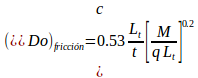 c
(¿¿ Do)fricción = 0.53 Lt/t [M/q Lt]^0.2
¿